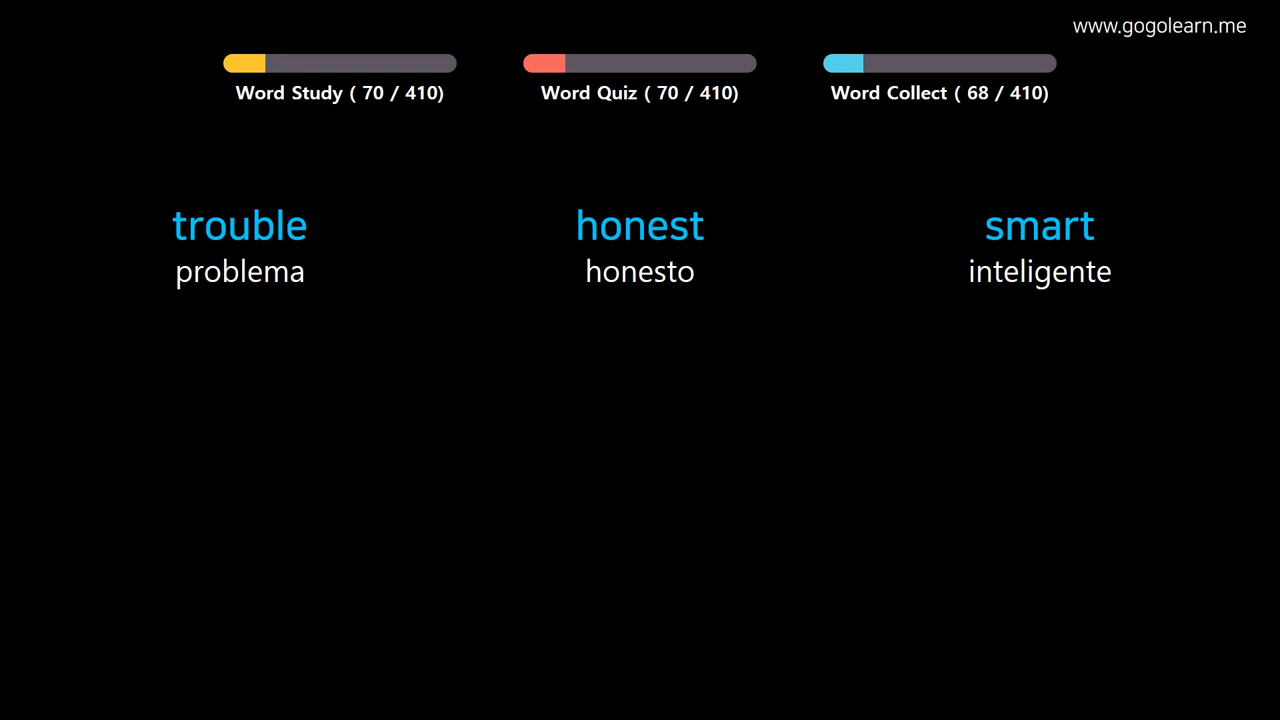 www.gogolearn.me
Word Study ( 70 / 410)
Word Quiz ( 70 / 410)
Word Collect ( 68 / 410)
trouble
problema
honest
honesto
smart
inteligente